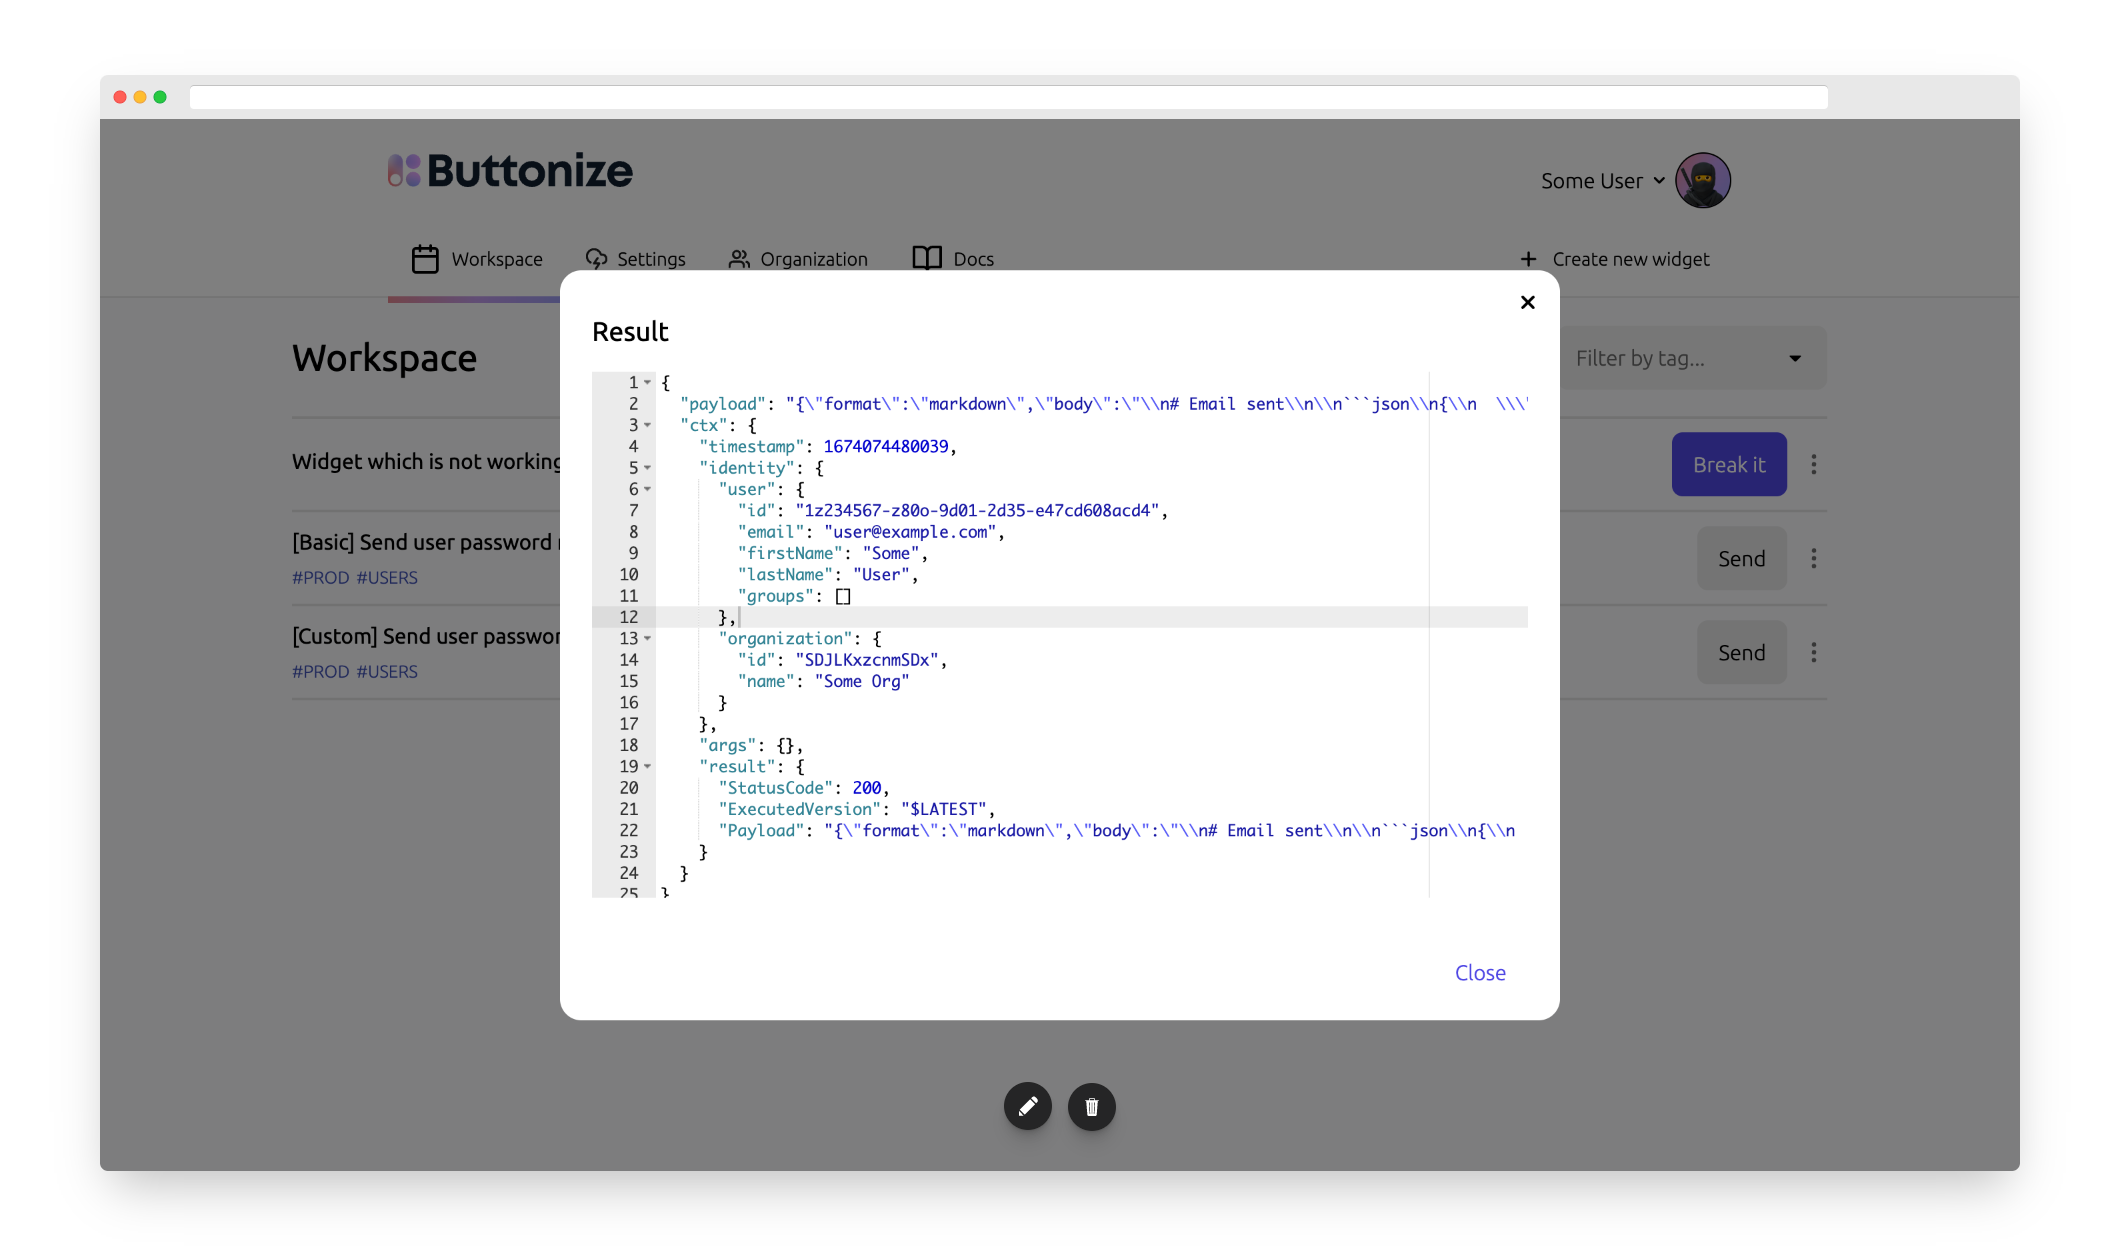 Buttonize
Some User
Workspace
Settings
Organization
Docs
Create new widget
Workspace
Filter by tag...
Widget which is not working
Break it
[Basic] Send user password
#PROD #USERS
Send
[Custom] Send user passwor
#PROD #USERS
Send
Result
1 {
2 "payload": "{\"format\":\"markdown\",\"body\":\"\\n# Email sent\\n\\n```json\\n{\\n  \\\
3 "ctx": {
4 "timestamp": 1674074480039,
5 "identity": {
6 "user": {
7 "id": "1z234567-z80o-9d01-2d35-e47cd608acd4",
8 "email": "user@example.com",
9 "firstName": "Some",
10 "lastName": "User",
11 "groups": []
12 },
13 "organization": {
14 "id": "SDJLKxzcnmSDx",
15 "name": "Some Org"
16 }
17 },
18 "args": {},
19 "result": {
20 "StatusCode": 200,
21 "ExecutedVersion": "$LATEST",
22 "Payload": "{\"format\":\"markdown\",\"body\":\"\\n# Email sent\\n\\n```json\\n{\\n
23 }
24 }
25 }
Close